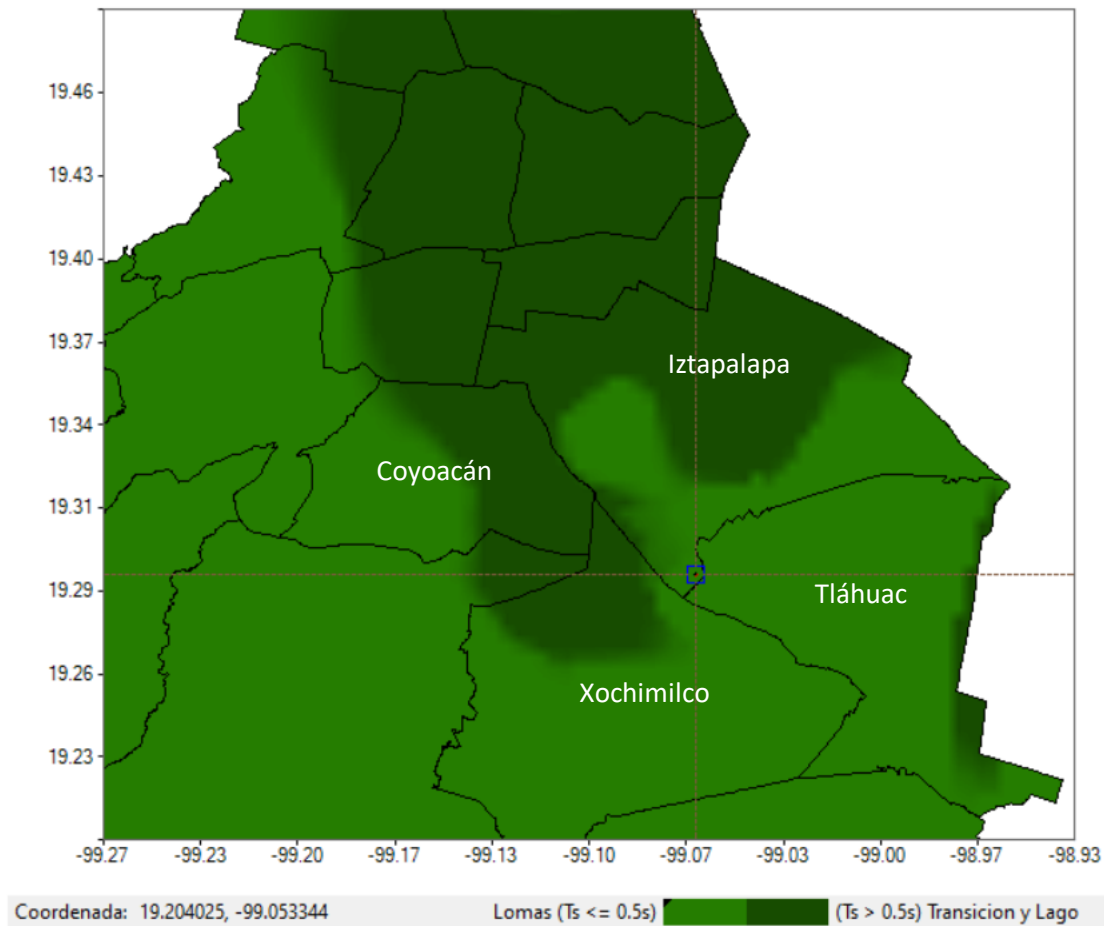 19.46
19.43
19.40
19.37
19.34
19.31
19.29
19.26
19.23
Iztapalapa
Coyoacán
Tláhuac
Xochimilco
-99.27 -99.23 -99.20 -99.17 -99.13 -99.10 -99.07 -99.03 -99.00 -98.97 -98.93
Coordenada: 19.204025, -99.053344 Lomas (Ts <= 0.5s) (Ts > 0.5s) Transicion y Lago